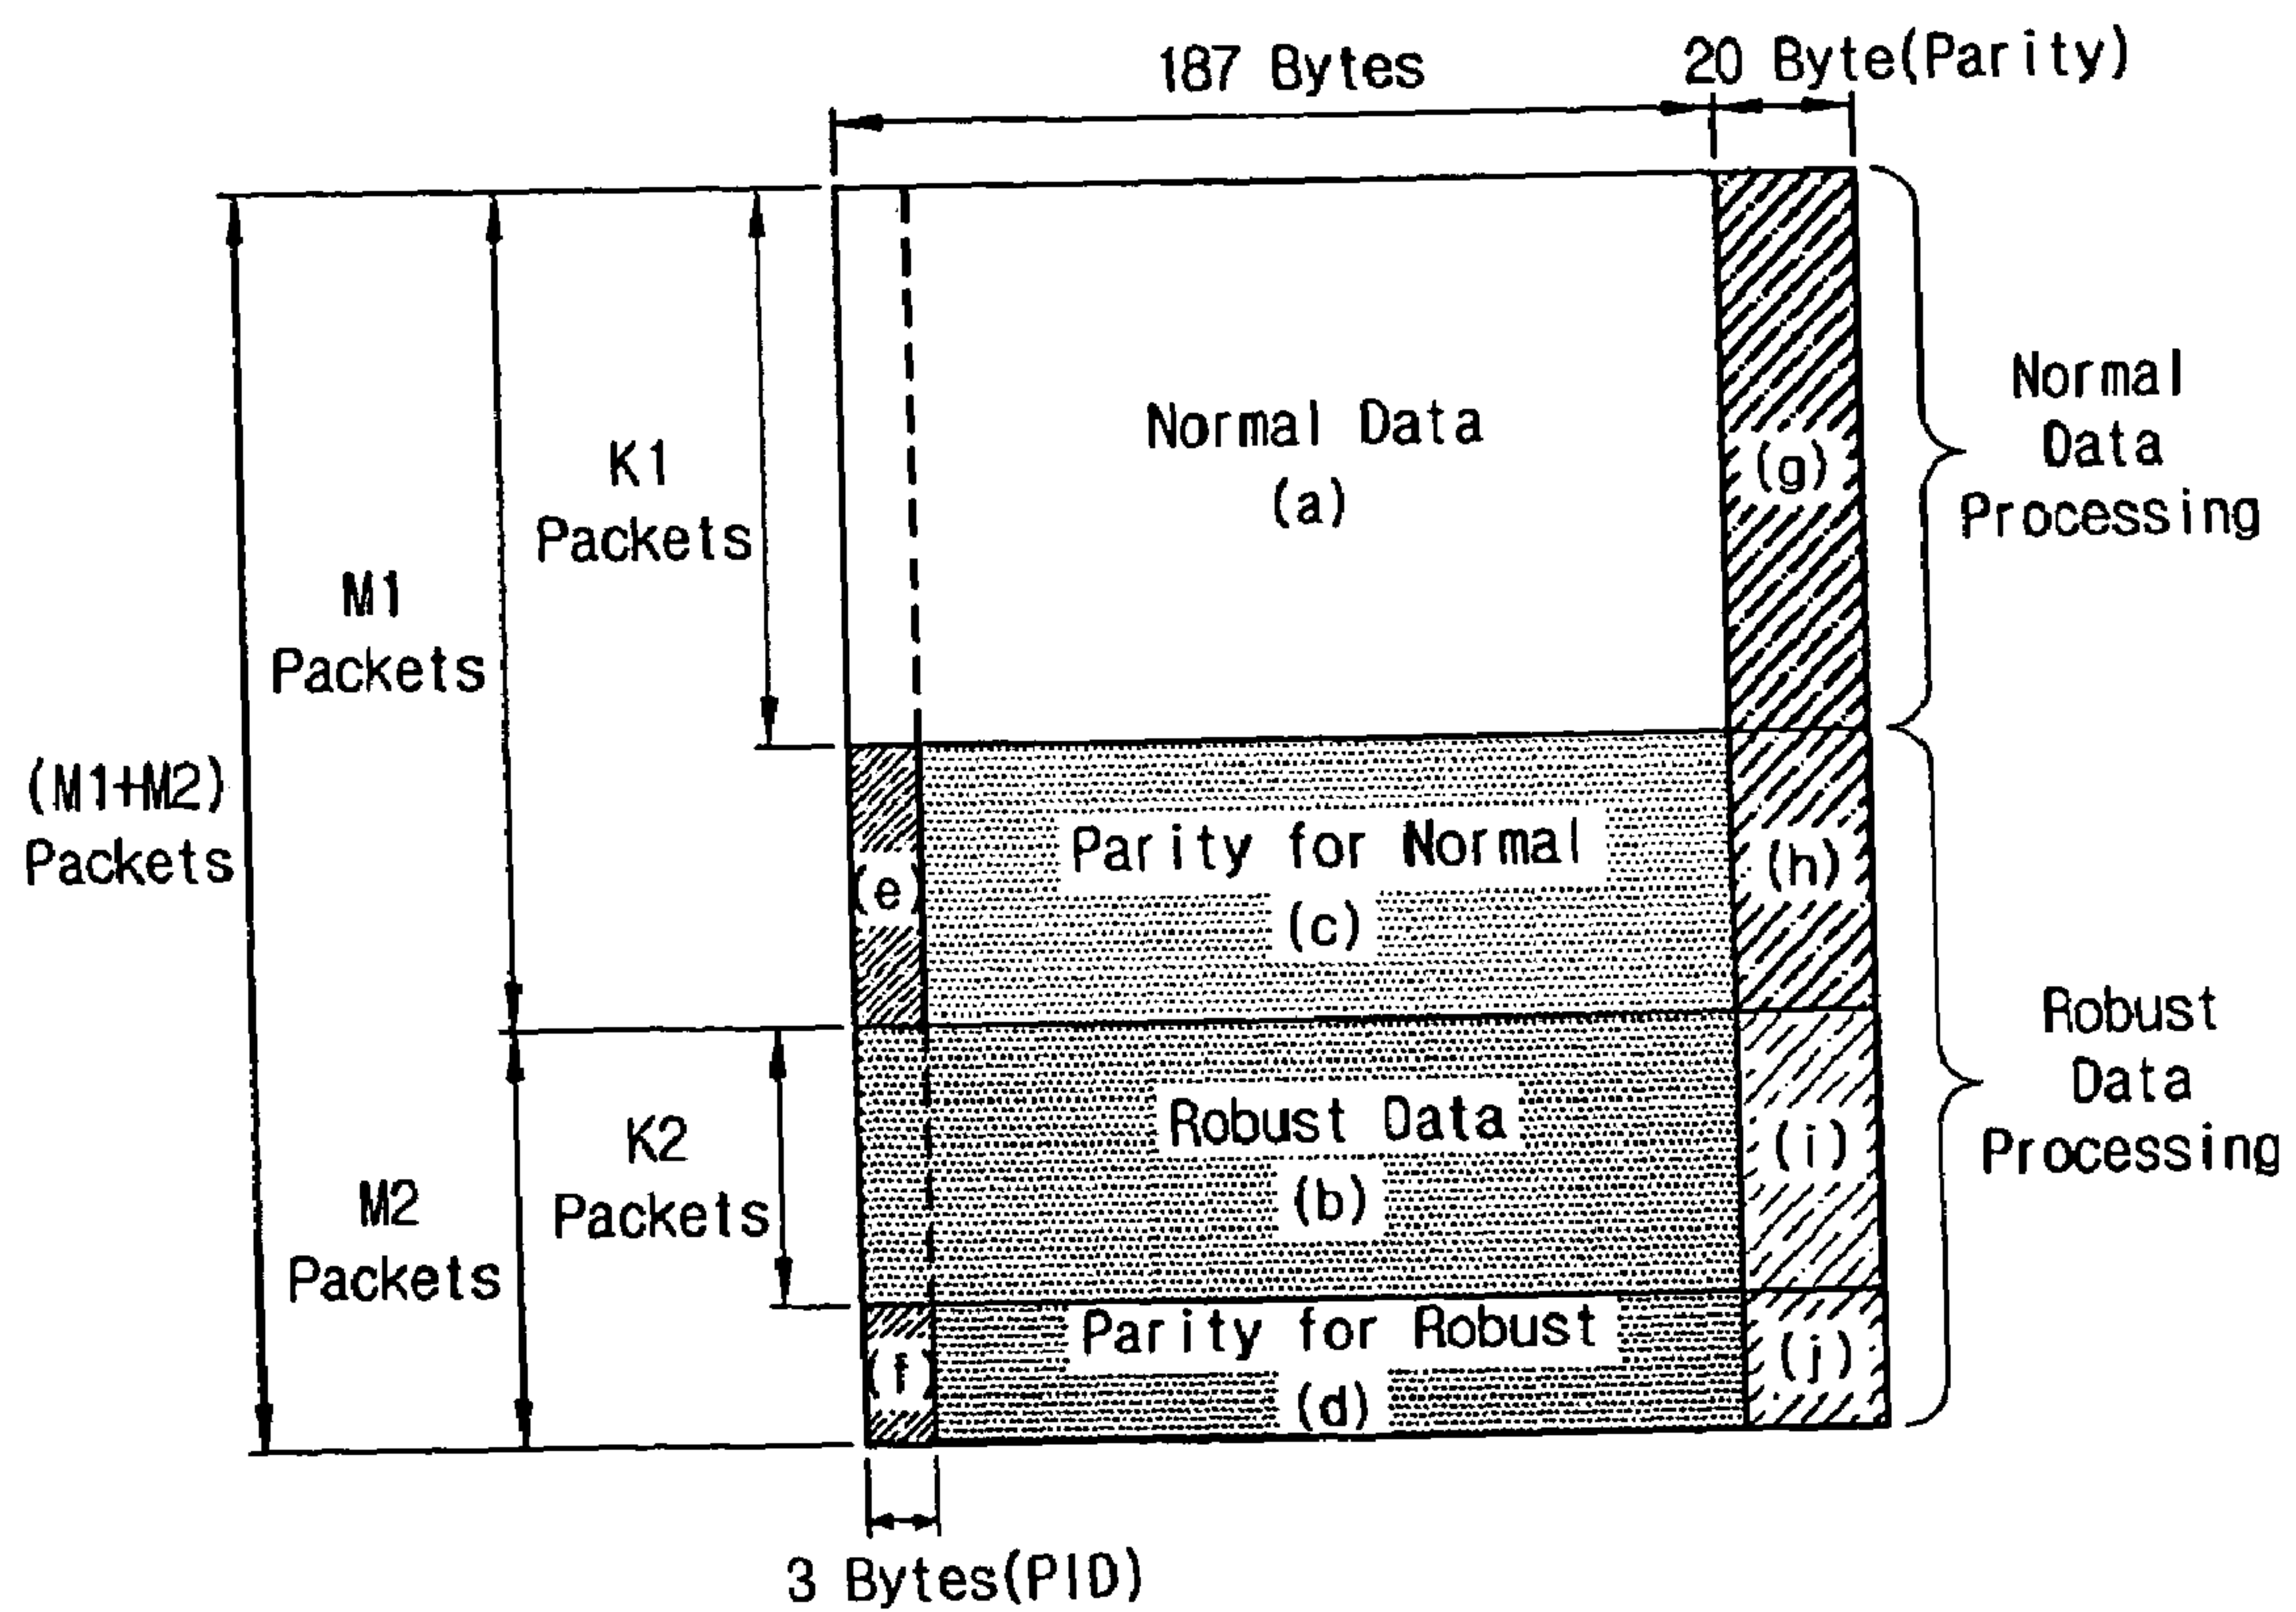 187 Bytes
20 Byte(Parity)
Normal Data
(a)
(g)
Normal
Data
Processing
K1
Packets
M1
Packets
(M1+M2)
Packets
Parity for Normal
(c)
(e)
(h)
Robust Data
(b)
(i)
Robust
Data
Processing
K2
Packets
M2
Packets
Parity for Robust
(d)
(f)
(j)
3 Bytes(PID)